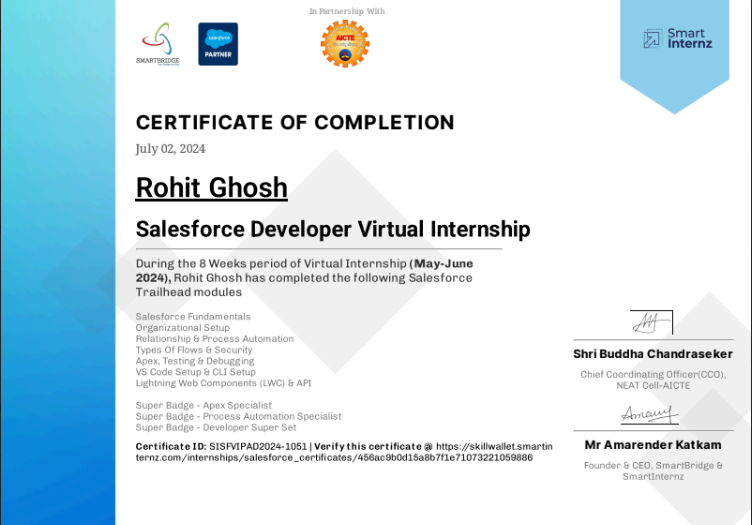 In Partnership With
SMARTBRIDGE
salesforce
PARTNER
AICTE
Smart
Internz
CERTIFICATE OF COMPLETION
July 02, 2024
Rohit Ghosh
Salesforce Developer Virtual Internship
During the 8 Weeks period of Virtual Internship (May-June
2024), Rohit Ghosh has completed the following Salesforce
Trailhead modules
Salesforce Fundamentals
Organizational Setup
Relationship & Process Automation
Types Of Flows & Security
Apex, Testing & Debugging
VS Code Setup & CLI Setup
Lightning Web Components (LWC) & API
Super Badge - Apex Specialist
Super Badge - Process Automation Specialist
Super Badge - Developer Super Set
Certificate ID: SISFVIPAD2024-1051 | Verify this certificate @ https://skillwallet.smartin
ternz.com/internships/salesforce_certificates/456ac9b0d15a8b7f1e71073221059886
Shri Buddha Chandraseker
Chief Coordinating Officer(CCO),
NEAT Cell-AICTE
Mr Amarender Katkam
Founder & CEO, SmartBridge &
SmartInternz